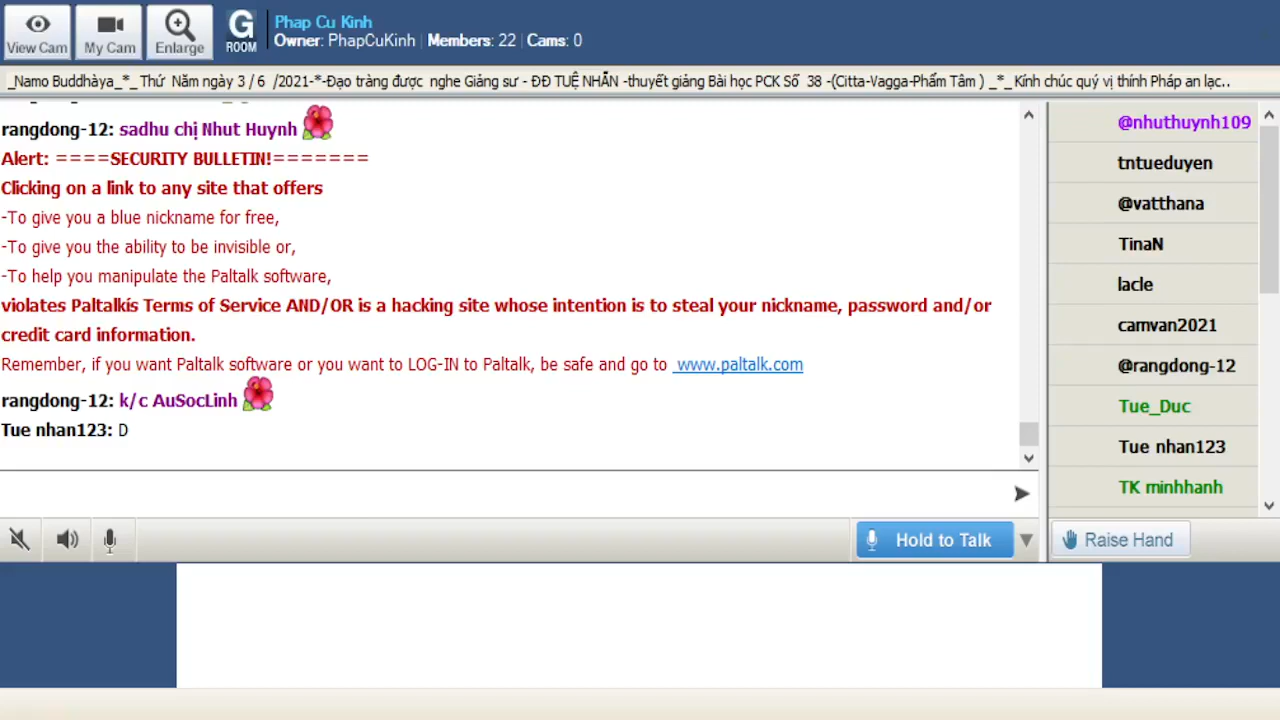 View Cam
My Cam
Enlarge
G
ROOM
Phap Cu Kinh
Owner: PhapCuKinh | Members: 22 | Cams: 0
_Namo Buddhàya_*_Thứ Năm ngày 3 / 6 /2021-*-Đạo tràng được nghe Giảng sư - ĐĐ TUỆ NHẪN -thuyết giảng Bài học PCK Số 38 -(Citta-Vagga-Phẩm Tâm ) _*_ Kính chúc quý vị thính Pháp an lạc..
rangdong-12: sadhu chị Nhut Huynh
Alert: ====SECURITY BULLETIN!=======
Clicking on a link to any site that offers
-To give you a blue nickname for free,
-To give you the ability to be invisible or,
-To help you manipulate the Paltalk software,
violates Paltalkís Terms of Service AND/OR is a hacking site whose intention is to steal your nickname, password and/or
credit card information.
Remember, if you want Paltalk software or you want to LOG-IN to Paltalk, be safe and go to www.paltalk.com
rangdong-12: k/c AuSocLinh
Tue nhan123: D
@nhuthuynh109
tntueduyen
@vatthana
TinaN
lacle
camvan2021
@rangdong-12
Tue_Duc
Tue nhan123
TK minhhanh
Hold to Talk
Raise Hand